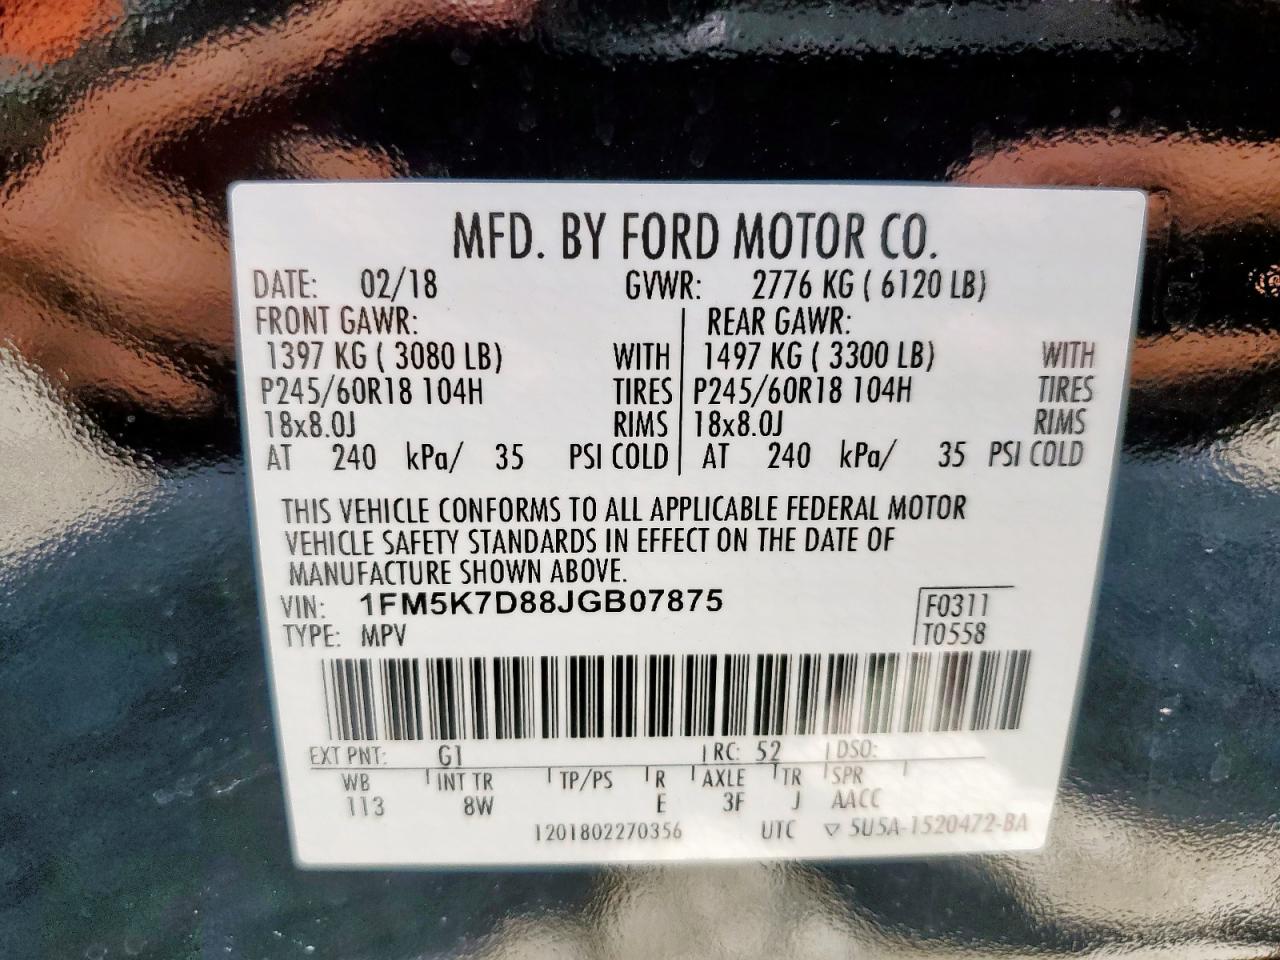 MFD. BY FORD MOTOR CO.
DATE: 02/18 GVWR: 2776 KG ( 6120 LB)
FRONT GAWR: REAR GAWR:
1397 KG ( 3080 LB) WITH 1497 KG ( 3300 LB) WITH
P245/60R18 104H TIRES P245/60R18 104H TIRES
18x8.0J RIMS 18x8.0J RIMS
AT 240 kPa/ 35 PSI COLD AT 240 kPa/ 35 PSI COLD
THIS VEHICLE CONFORMS TO ALL APPLICABLE FEDERAL MOTOR
VEHICLE SAFETY STANDARDS IN EFFECT ON THE DATE OF
MANUFACTURE SHOWN ABOVE.
VIN: 1FM5K7D88JGB07875 F0311
TYPE: MPV T0558
EXT PNT: G1 RC: 52 DSO:
WB INT TR TP/PS R AXLE TR SPR
113 8W E 3F J AACC
1201802270356 UTC ▽ 5U5A-1520472-BA